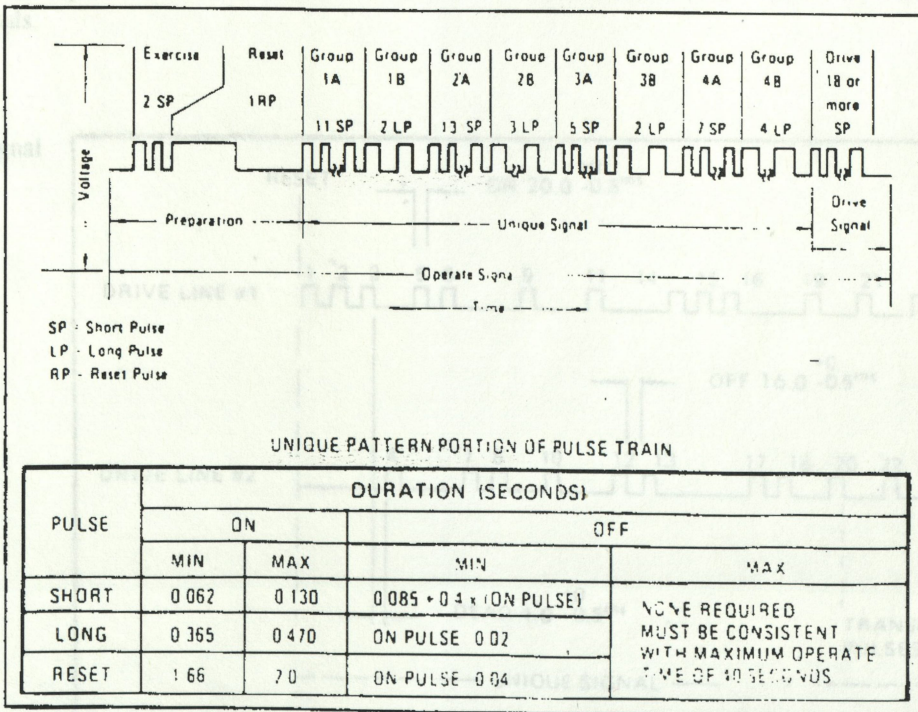 Exercise Reset Group Group Group Group Group Group Group Group Drive
1A 1B 2A 2B 3A 3B 4A 4B 18 or
2 SP 1 RP more
11 SP 2 LP 13 SP 3 LP 5 SP 2 LP 7 SP 4 LP SP
Voltage
Preparation Unique Signal Drive
Signal
Operate Signal
Time
SP - Short Pulse
LP - Long Pulse
RP - Reset Pulse
UNIQUE PATTERN PORTION OF PULSE TRAIN
PULSE DURATION (SECONDS)
ON OFF
MIN MAX MIN MAX
SHORT 0.062 0.130 0.085 + 0.4 x (ON PULSE) NONE REQUIRED
LONG 0.365 0.470 ON PULSE 0.02 MUST BE CONSISTENT
WITH MAXIMUM OPERATE
RESET 1.66 2.0 ON PULSE 0.04 TIME OF 10 SECONDS
RESET
DRIVE LINE #1
OFF 16.0
DRIVE LINE #2
UNIQUE SIGNAL